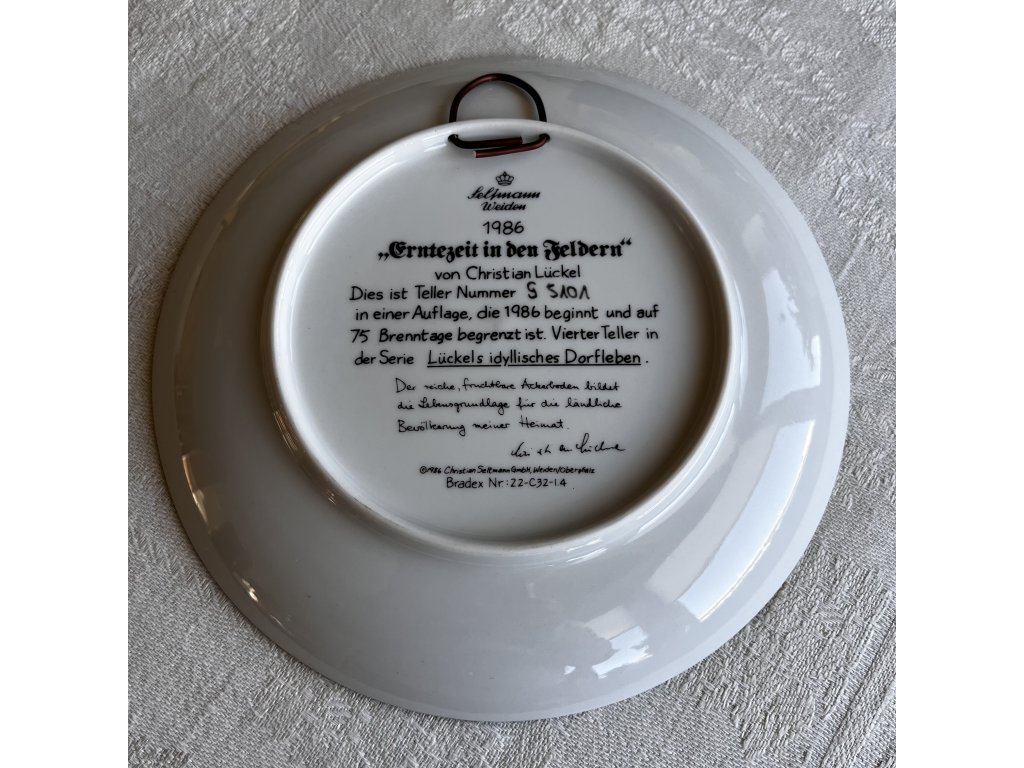 Seltmann
Weiden
1986
„Erntezeit in den Feldern“
von Christian Lückel
Dies ist Teller Nummer S 5101
in einer Auflage, die 1986 beginnt und auf
75 Brenntage begrenzt ist. Vierter Teller in
der Serie Lückels idyllisches Dorfleben.
Der reiche, fruchtbare Ackerboden bildet
die Lebensgrundlage für die ländliche
Bevölkerung meiner Heimat.
Christian Lückel
©1986 Christian Seltmann GmbH, Weiden/Oberpfalz
Bradex Nr.: 22-C32-1.4